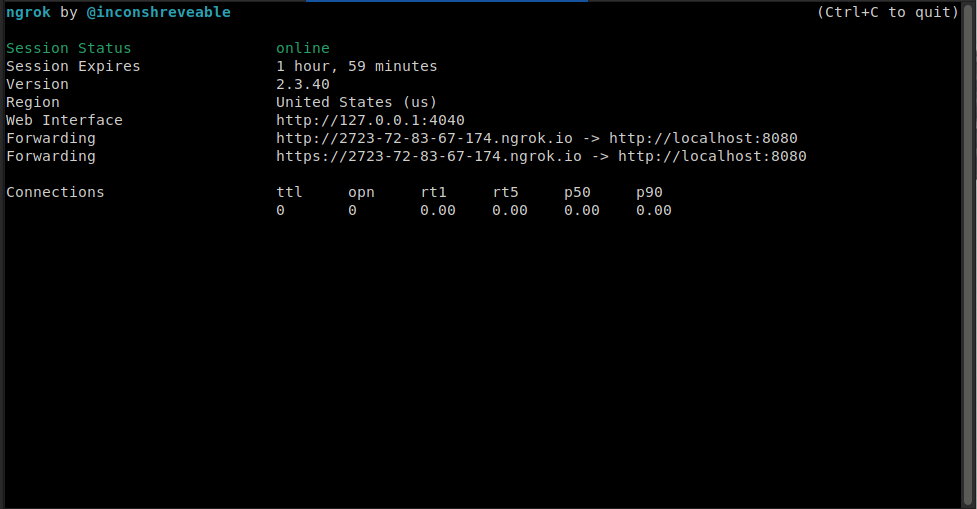 ngrok by @inconshreveable (Ctrl+C to quit)
Session Status online
Session Expires 1 hour, 59 minutes
Version 2.3.40
Region United States (us)
Web Interface http://127.0.0.1:4040
Forwarding http://2723-72-83-67-174.ngrok.io -> http://localhost:8080
Forwarding https://2723-72-83-67-174.ngrok.io -> http://localhost:8080
Connections ttl opn rt1 rt5 p50 p90
0 0 0.00 0.00 0.00 0.00